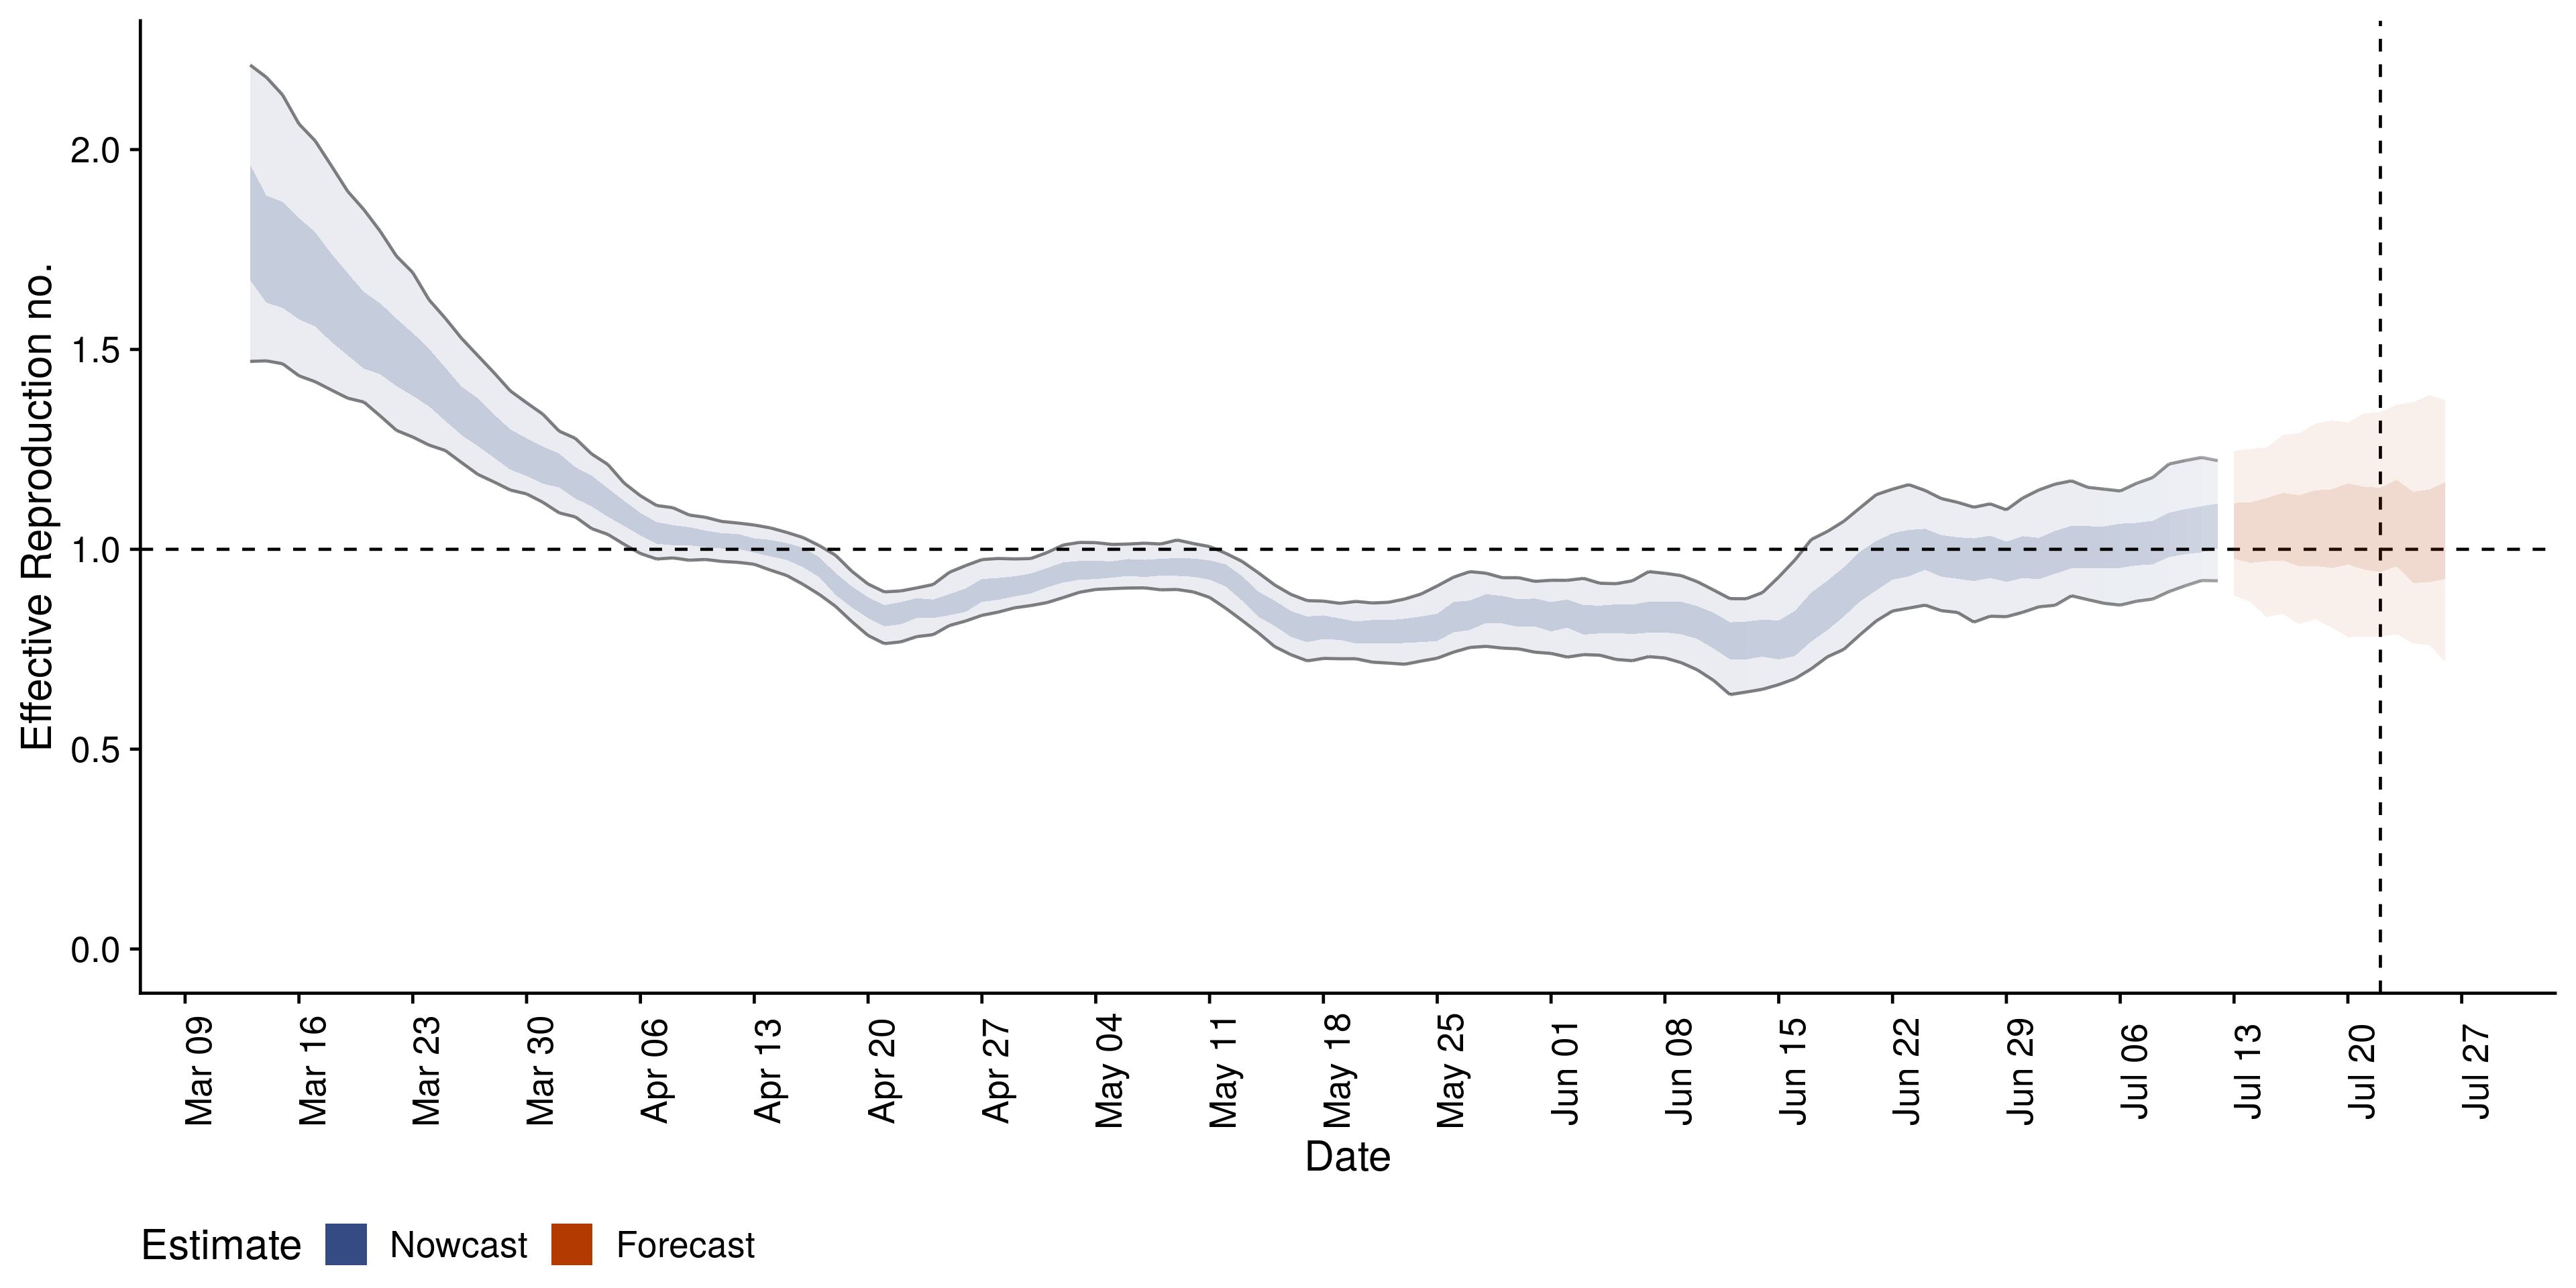 Effective Reproduction no.
2.0
1.5
1.0
0.5
0.0
Mar 09
Mar 16
Mar 23
Mar 30
Apr 06
Apr 13
Apr 20
Apr 27
May 04
May 11
May 18
May 25
Jun 01
Jun 08
Jun 15
Jun 22
Jun 29
Jul 06
Jul 13
Jul 20
Jul 27
Date
Estimate Nowcast Forecast